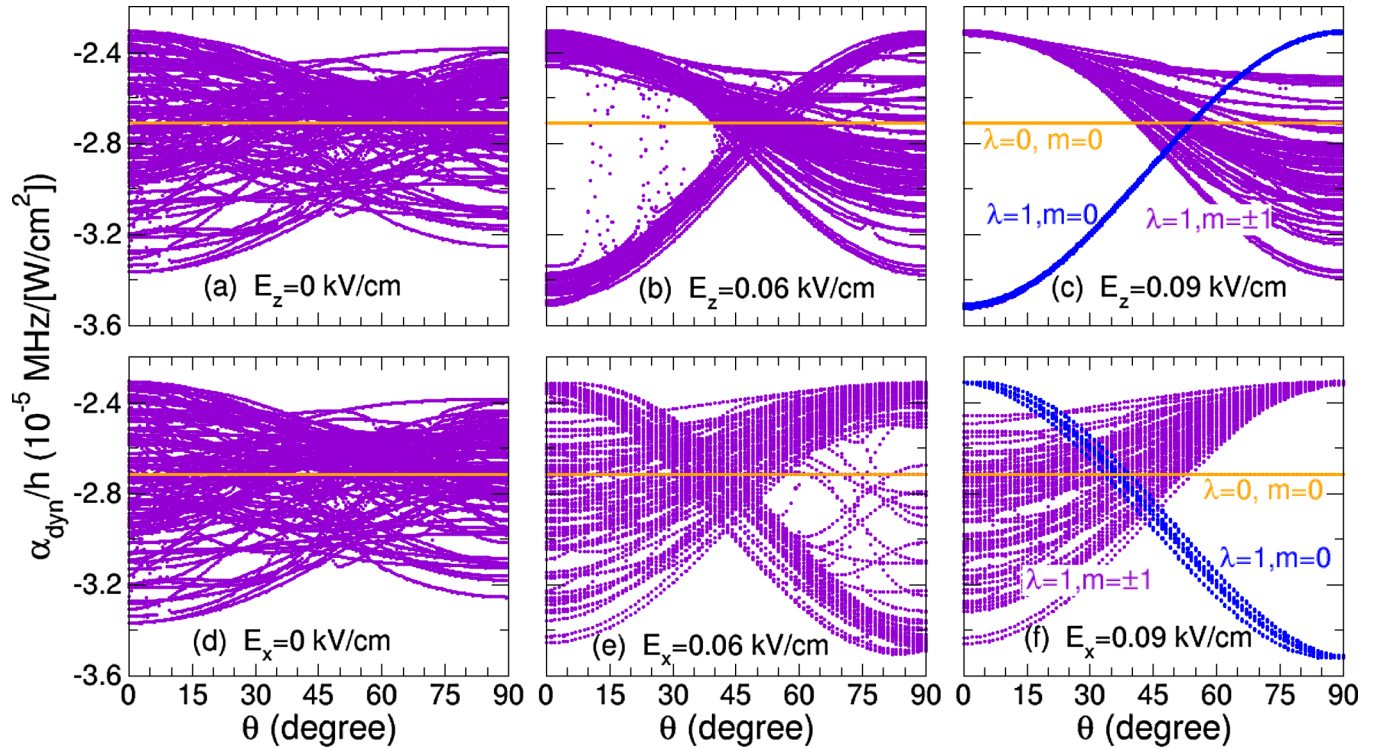 α_dyn/h (10^-5 MHz/[W/cm^2])
-2.4
-2.8
-3.2
-3.6
(a) E_z=0 kV/cm
(b) E_z=0.06 kV/cm
λ=0, m=0
λ=1,m=0
λ=1,m=±1
(c) E_z=0.09 kV/cm
-2.4
-2.8
-3.2
-3.6
(d) E_x=0 kV/cm
(e) E_x=0.06 kV/cm
λ=0, m=0
λ=1,m=±1
λ=1,m=0
(f) E_x=0.09 kV/cm
0 15 30 45 60 75 90
0 15 30 45 60 75 90
0 15 30 45 60 75 90
θ (degree)
θ (degree)
θ (degree)